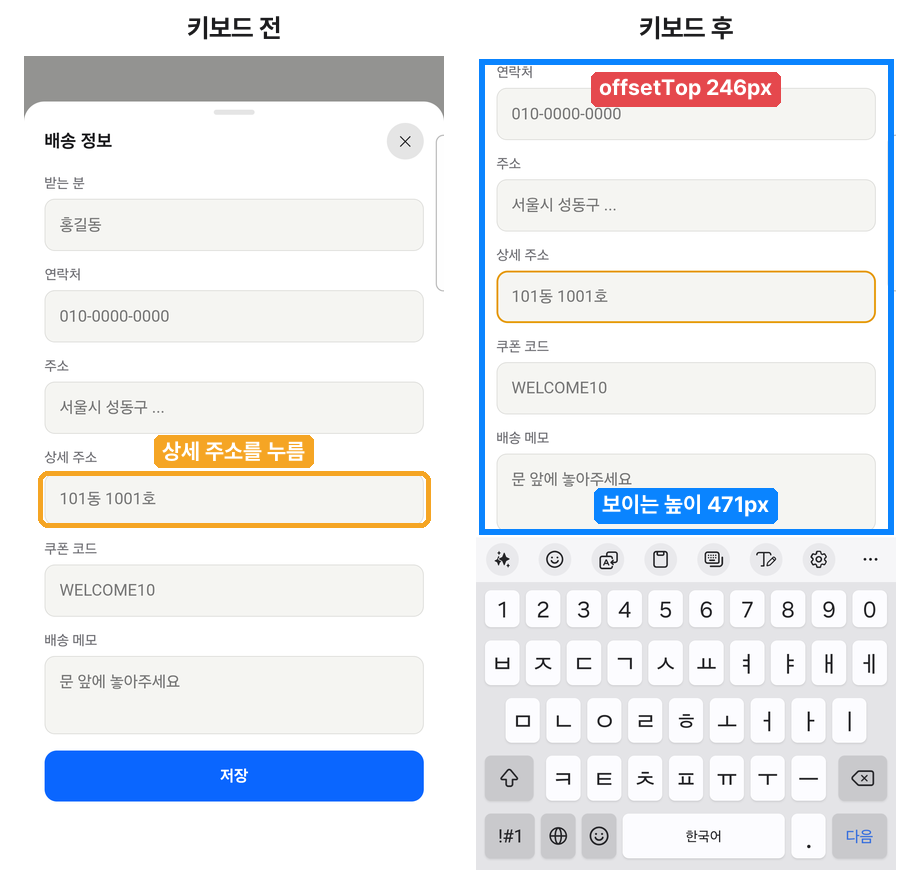 키보드 전
배송 정보
받는 분
홍길동
연락처
010-0000-0000
주소
서울시 성동구 ...
상세 주소
상세 주소를 누름
101동 1001호
쿠폰 코드
WELCOME10
배송 메모
문 앞에 놓아주세요
저장
키보드 후
연락처
offsetTop 246px
010-0000-0000
주소
서울시 성동구 ...
상세 주소
101동 1001호
쿠폰 코드
WELCOME10
배송 메모
문 앞에 놓아주세요
보이는 높이 471px
1 2 3 4 5 6 7 8 9 0
ㅂ ㅈ ㄷ ㄱ ㅅ ㅛ ㅕ ㅑ ㅐ ㅔ
ㅁ ㄴ ㅇ ㄹ ㅎ ㅗ ㅓ ㅏ ㅣ
ㅋ ㅌ ㅊ ㅍ ㅠ ㅜ ㅡ
!#1 한국어 . 다음